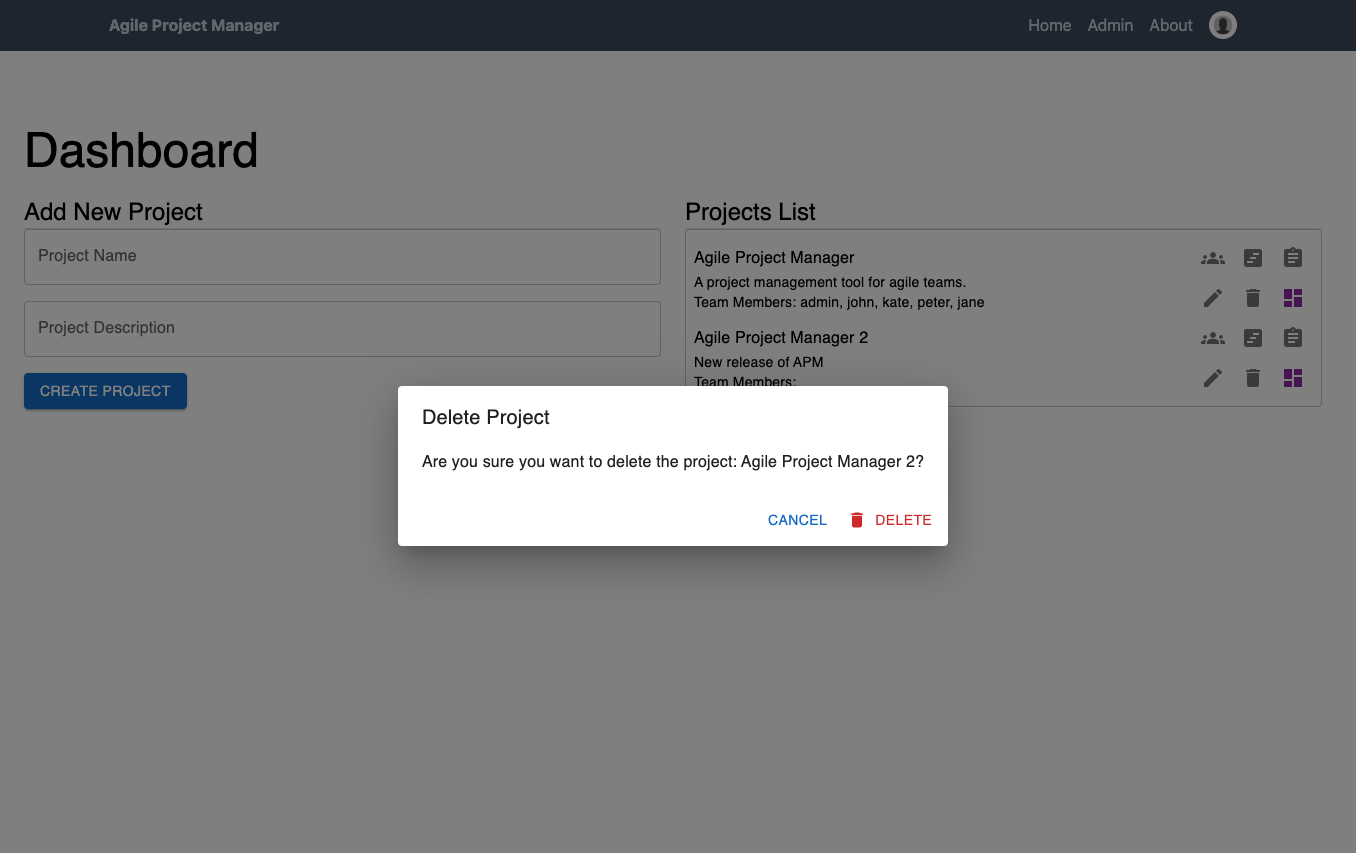 Agile Project Manager
Home Admin About
Dashboard
Add New Project
Project Name
Project Description
CREATE PROJECT
Projects List
Agile Project Manager
A project management tool for agile teams.
Team Members: admin, john, kate, peter, jane
Agile Project Manager 2
New release of APM
Team Members:
Delete Project
Are you sure you want to delete the project: Agile Project Manager 2?
CANCEL DELETE